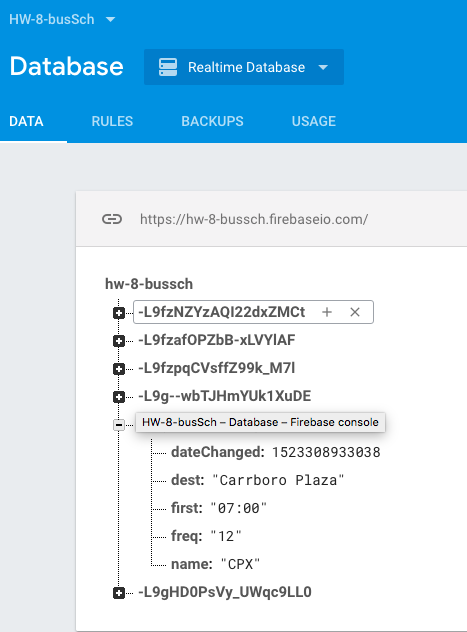 HW-8-busSch
Database
Realtime Database
DATA RULES BACKUPS USAGE
https://hw-8-bussch.firebaseio.com/
hw-8-bussch
-L9fzNZYzAQI22dxZMCt
-L9fzafOPZbB-xLVYlAF
-L9fzpqCVsffZ99k_M7l
-L9g--wbTJHmYUk1XuDE
HW-8-busSch – Database – Firebase console
dateChanged: 1523308933038
dest: "Carrboro Plaza"
first: "07:00"
freq: "12"
name: "CPX"
-L9gHD0PsVy_UWqc9LL0